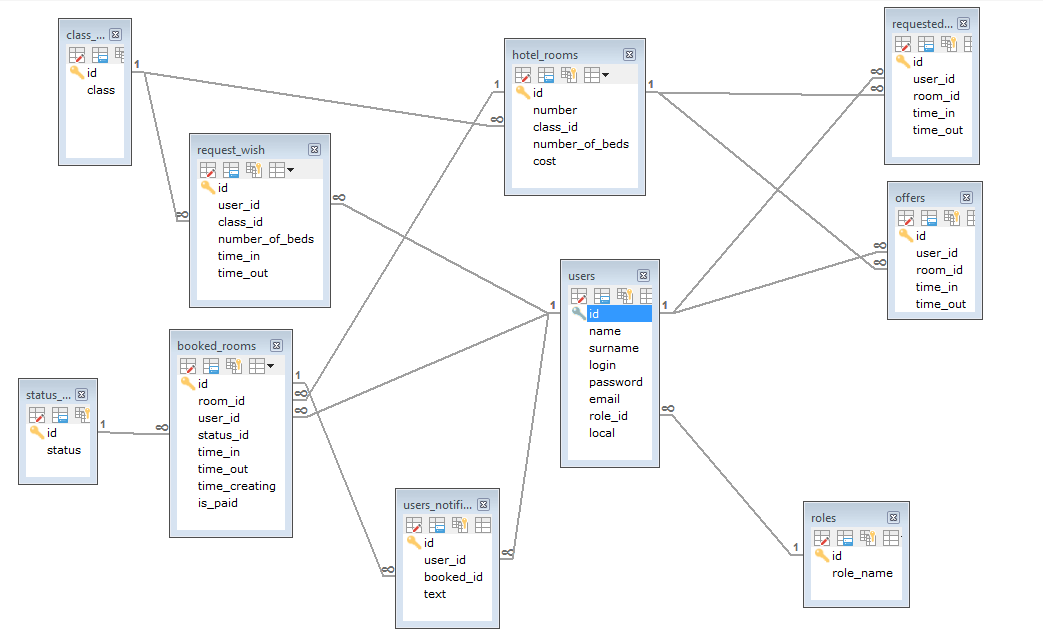 class_...
id
class
request_wish
id
user_id
class_id
number_of_beds
time_in
time_out
hotel_rooms
id
number
class_id
number_of_beds
cost
requested...
id
user_id
room_id
time_in
time_out
offers
id
user_id
room_id
time_in
time_out
users
id
name
surname
login
password
email
role_id
local
booked_rooms
id
room_id
user_id
status_id
time_in
time_out
time_creating
is_paid
status_...
id
status
users_notifi...
id
user_id
booked_id
text
roles
id
role_name
1
∞
∞
1
∞
1
∞
∞
1
∞
∞
∞
∞
1
1
1
∞
∞
1
∞
∞
∞
1